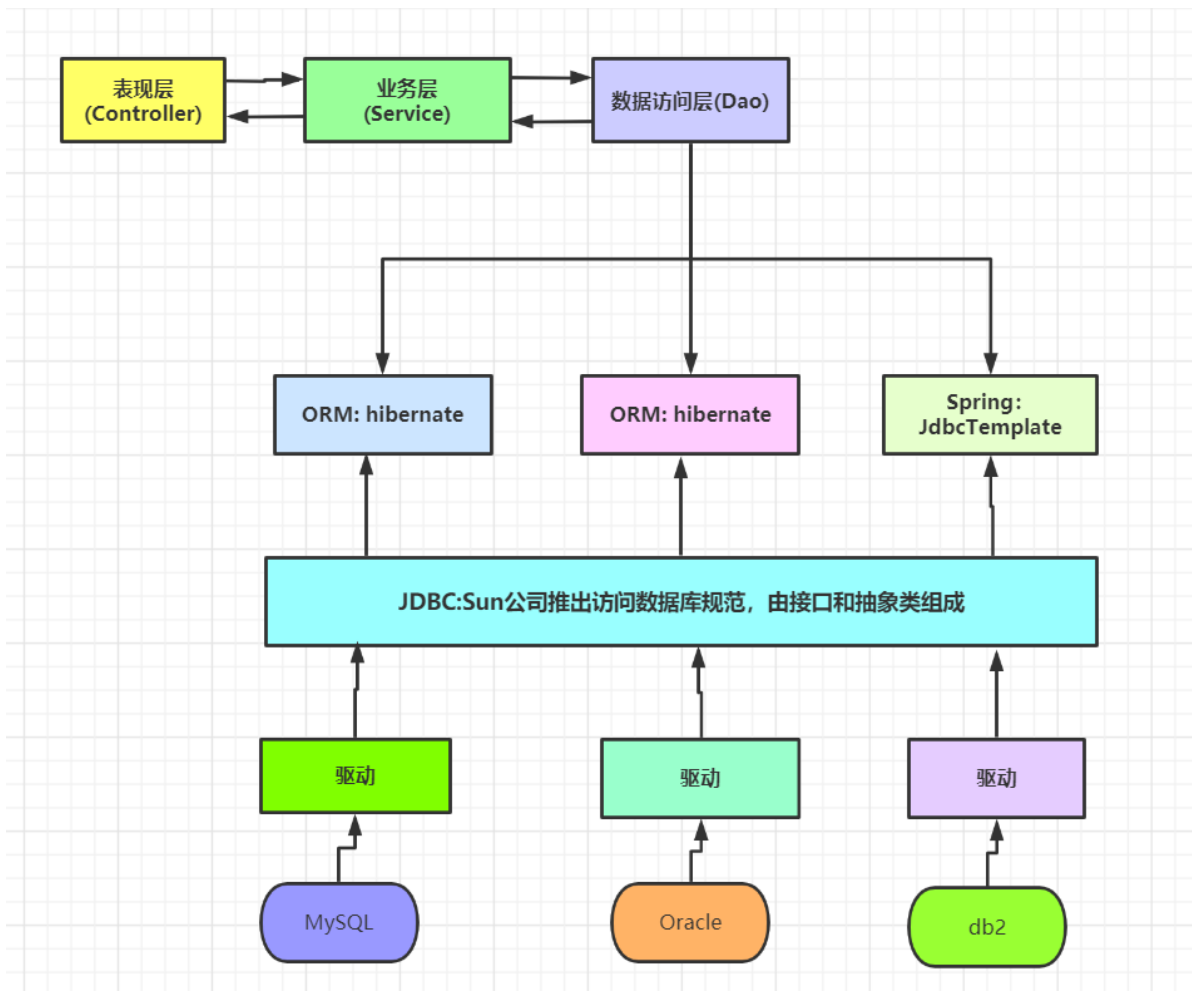 表现层
(Controller)
业务层
(Service)
数据访问层(Dao)
ORM: hibernate
ORM: hibernate
Spring:
JdbcTemplate
JDBC:Sun公司推出访问数据库规范，由接口和抽象类组成
驱动
驱动
驱动
MySQL
Oracle
db2